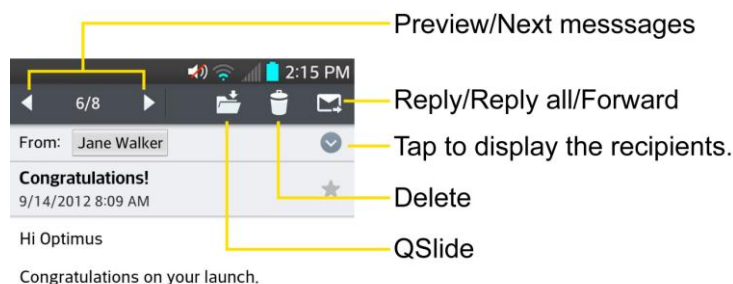 Preview/Next messsages
2:15 PM
6/8
Reply/Reply all/Forward
From: Jane Walker
Tap to display the recipients.
Congratulations!
9/14/2012 8:09 AM
Delete
Hi Optimus
QSlide
Congratulations on your launch,